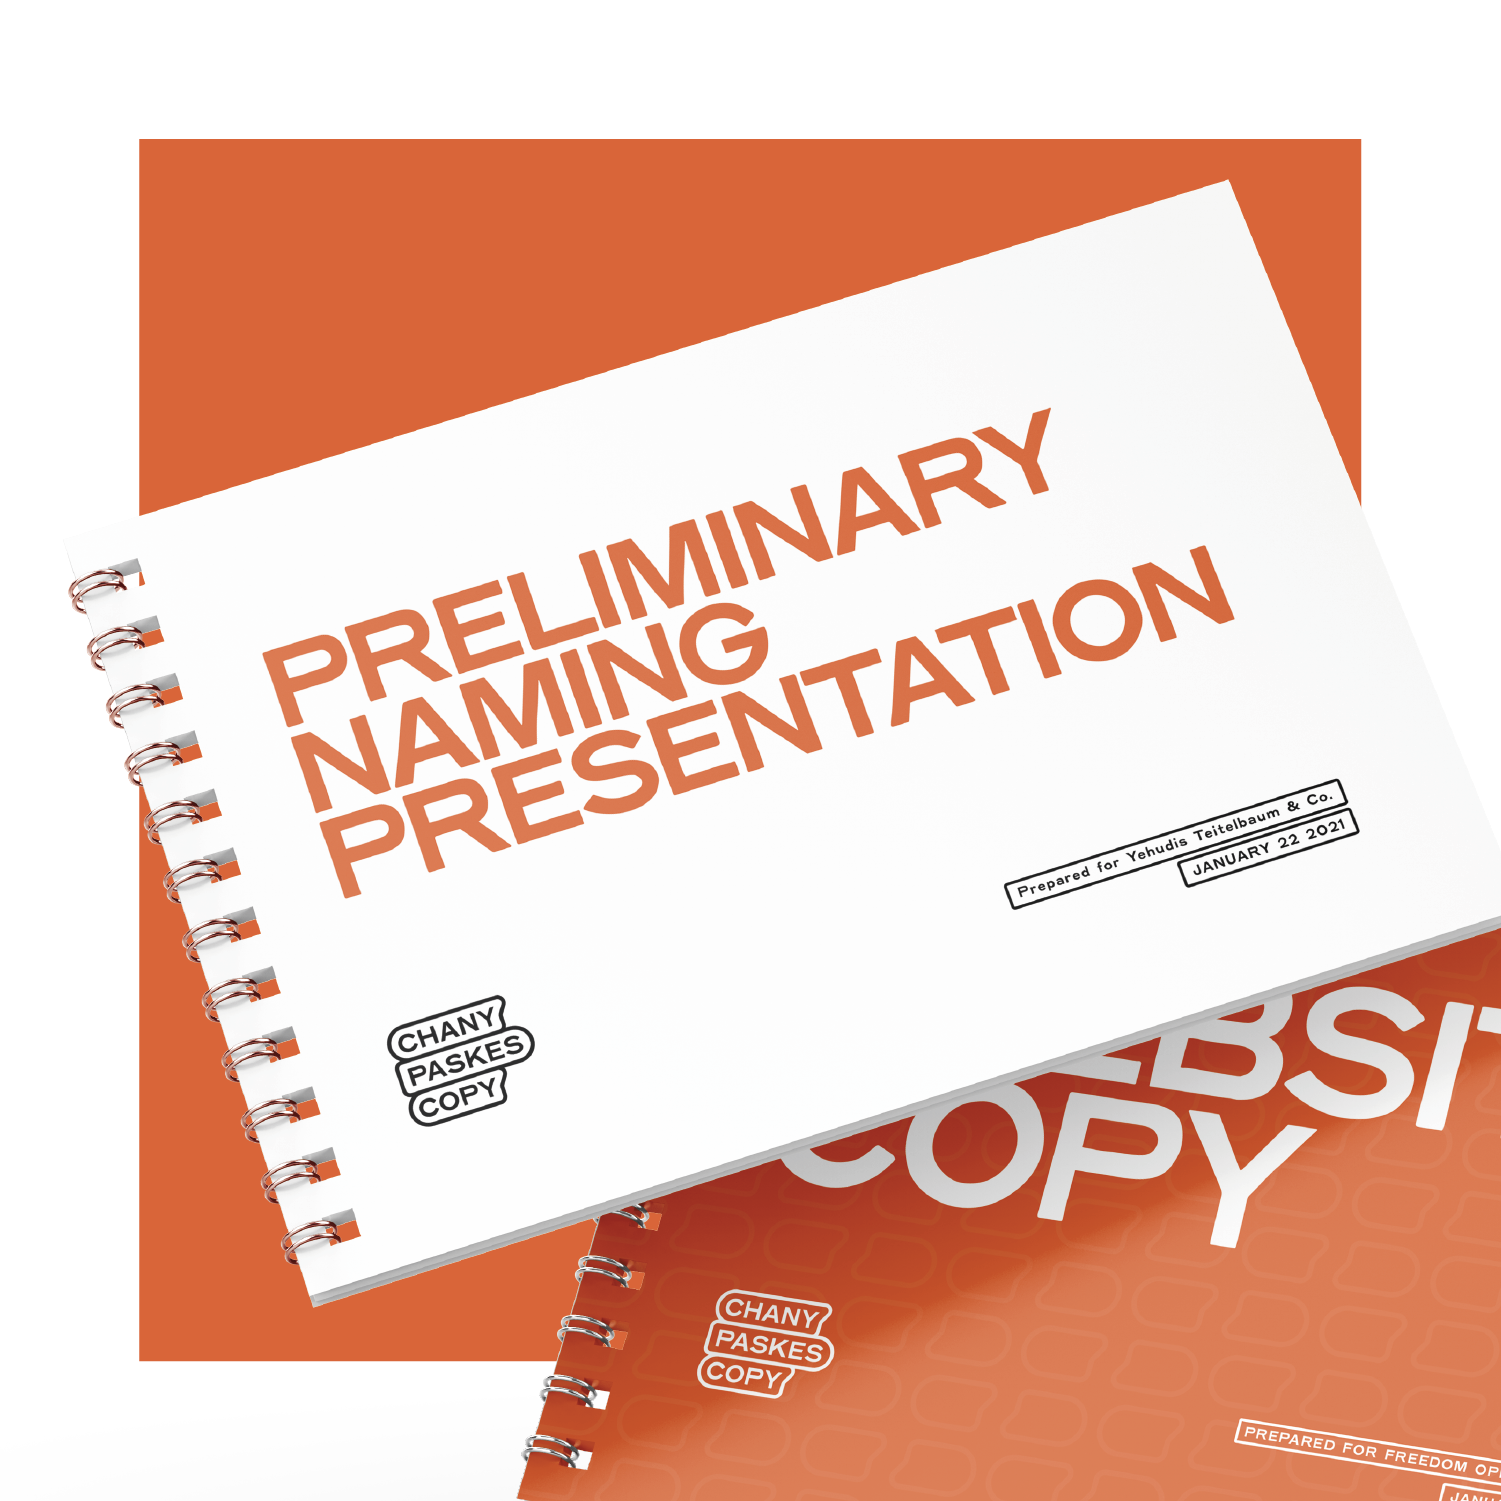 PRELIMINARY
NAMING
PRESENTATION
Prepared for Yehudis Teitelbaum & Co.
JANUARY 22 2021
CHANY
PASKES
COPY
COPY
CHANY
PASKES
COPY
PREPARED FOR FREEDOM